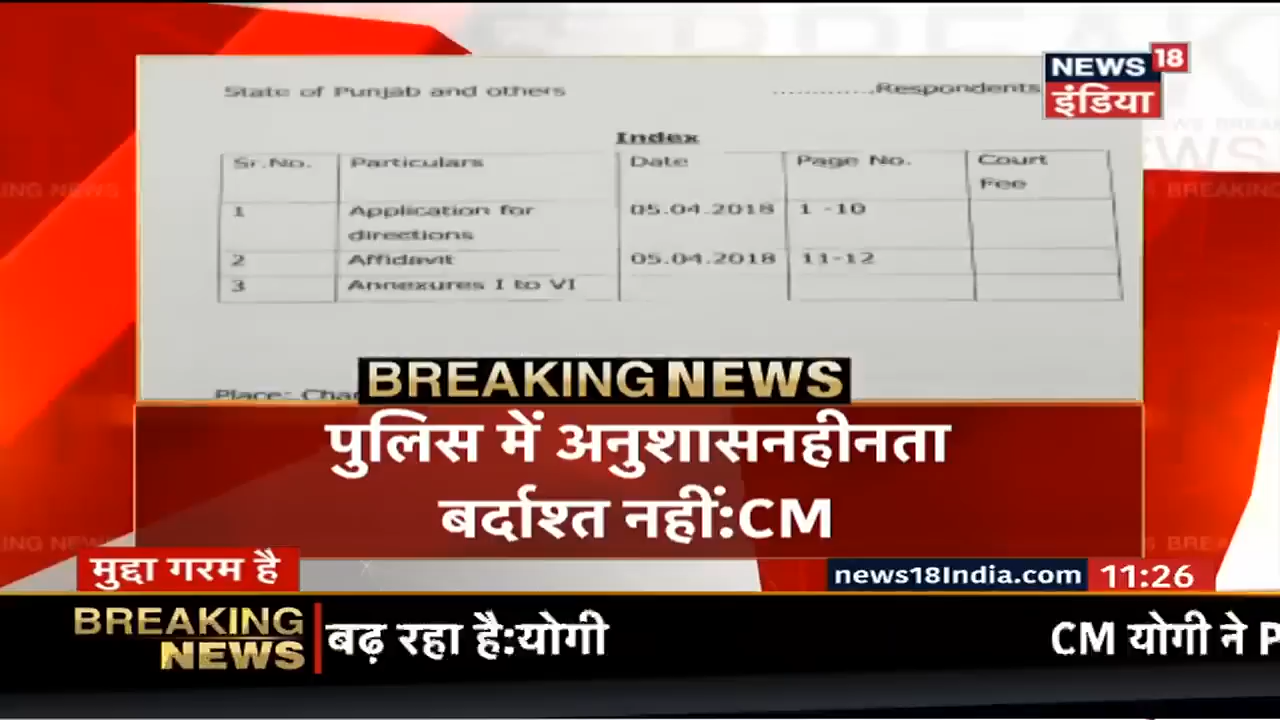 State of Punjab and others ............Respondents
NEWS 18
इंडिया
Index
Sr.No. Particulars Date Page No. Court Fee
1 Application for directions 05.04.2018 1 -10
2 Affidavit 05.04.2018 11-12
3 Annexures I to VI
Place:
BREAKING NEWS
पुलिस में अनुशासनहीनता
बर्दाश्त नहीं:CM
मुद्दा गरम है
news18India.com 11:26
BREAKING NEWS
बढ़ रहा है:योगी CM योगी ने